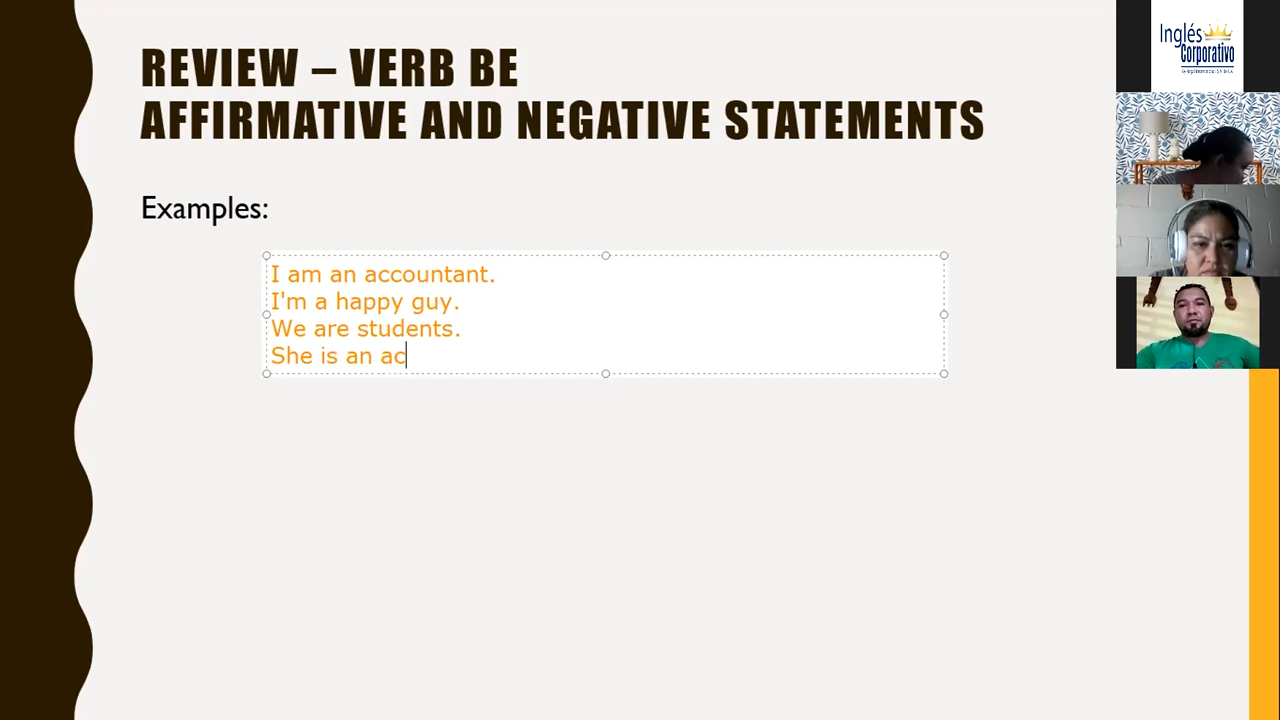 REVIEW – VERB BE
AFFIRMATIVE AND NEGATIVE STATEMENTS
Examples:
I am an accountant.
I'm a happy guy.
We are students.
She is an ac
Inglés
Corporativo